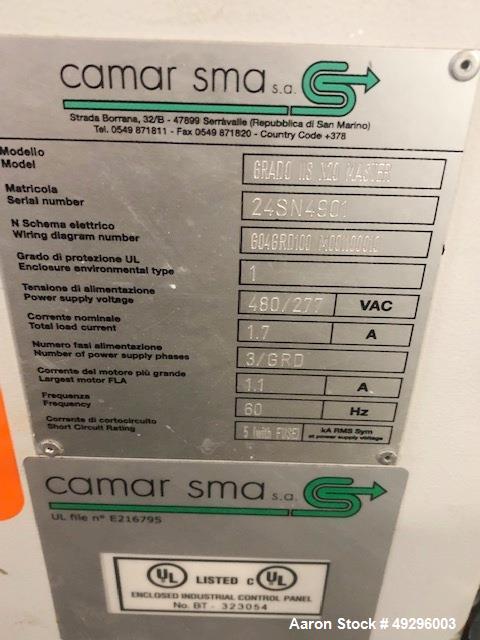 camar sma s.a.
Strada Borrana, 32/B - 47899 Serravalle (Repubblica di San Marino)
Tel. 0549 871811 - Fax 0549 871820 - Country Code +378
Modello
Model
GRADO 11S X20 MASTER
Matricola
Serial number
24SN4901
N Schema elettrico
Wiring diagram number
Grado di protezione UL
Enclosure environmental type
1
Tensione di alimentazione
Power supply voltage
480/277 VAC
Corrente nominale
Total load current
1.7 A
Numero fasi alimentazione
Number of power supply phases
3/GRD
Corrente del motore più grande
Largest motor FLA
1.1 A
Frequenza
Frequency
60 Hz
Corrente di cortocircuito
Short Circuit Rating
5 (with FUSE) kA RMS Sym
at power supply voltage
camar sma s.a.
UL file n° E216795
UL LISTED c UL
ENCLOSED INDUSTRIAL CONTROL PANEL
No. BT - 323054
Aaron Stock # 49296003